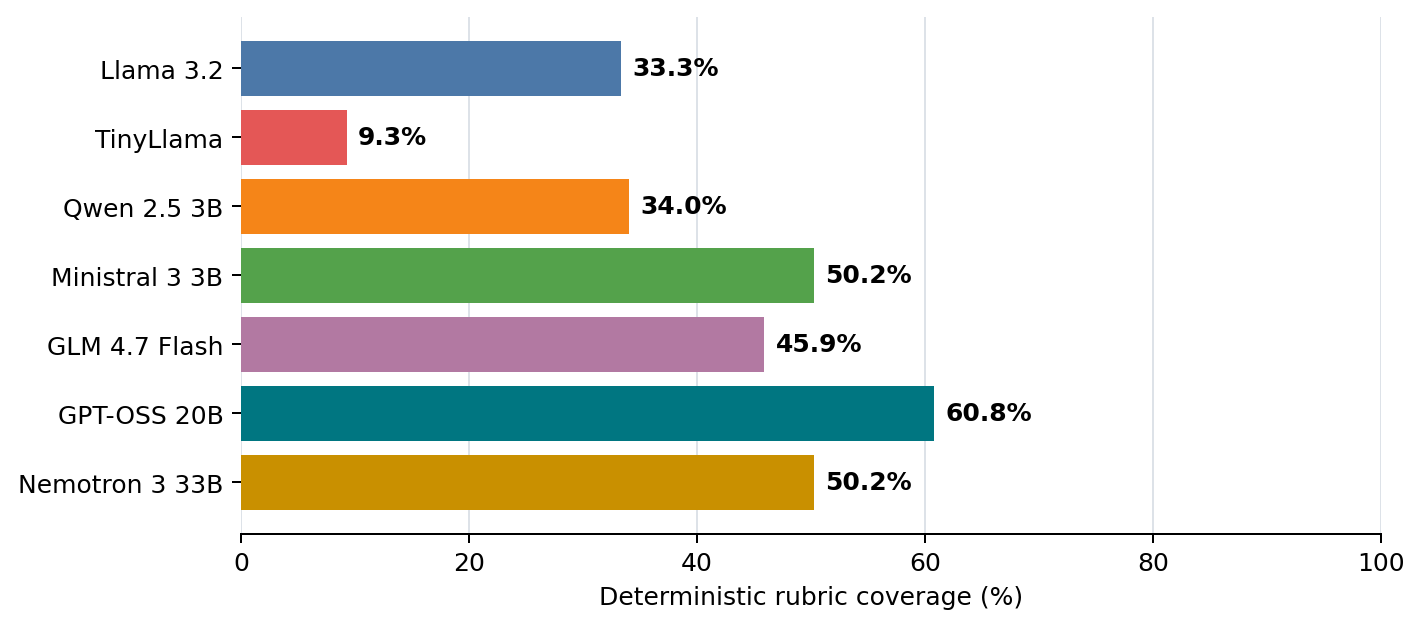 Llama 3.2 33.3%
TinyLlama 9.3%
Qwen 2.5 3B 34.0%
Ministral 3 3B 50.2%
GLM 4.7 Flash 45.9%
GPT-OSS 20B 60.8%
Nemotron 3 33B 50.2%
0 20 40 60 80 100
Deterministic rubric coverage (%)